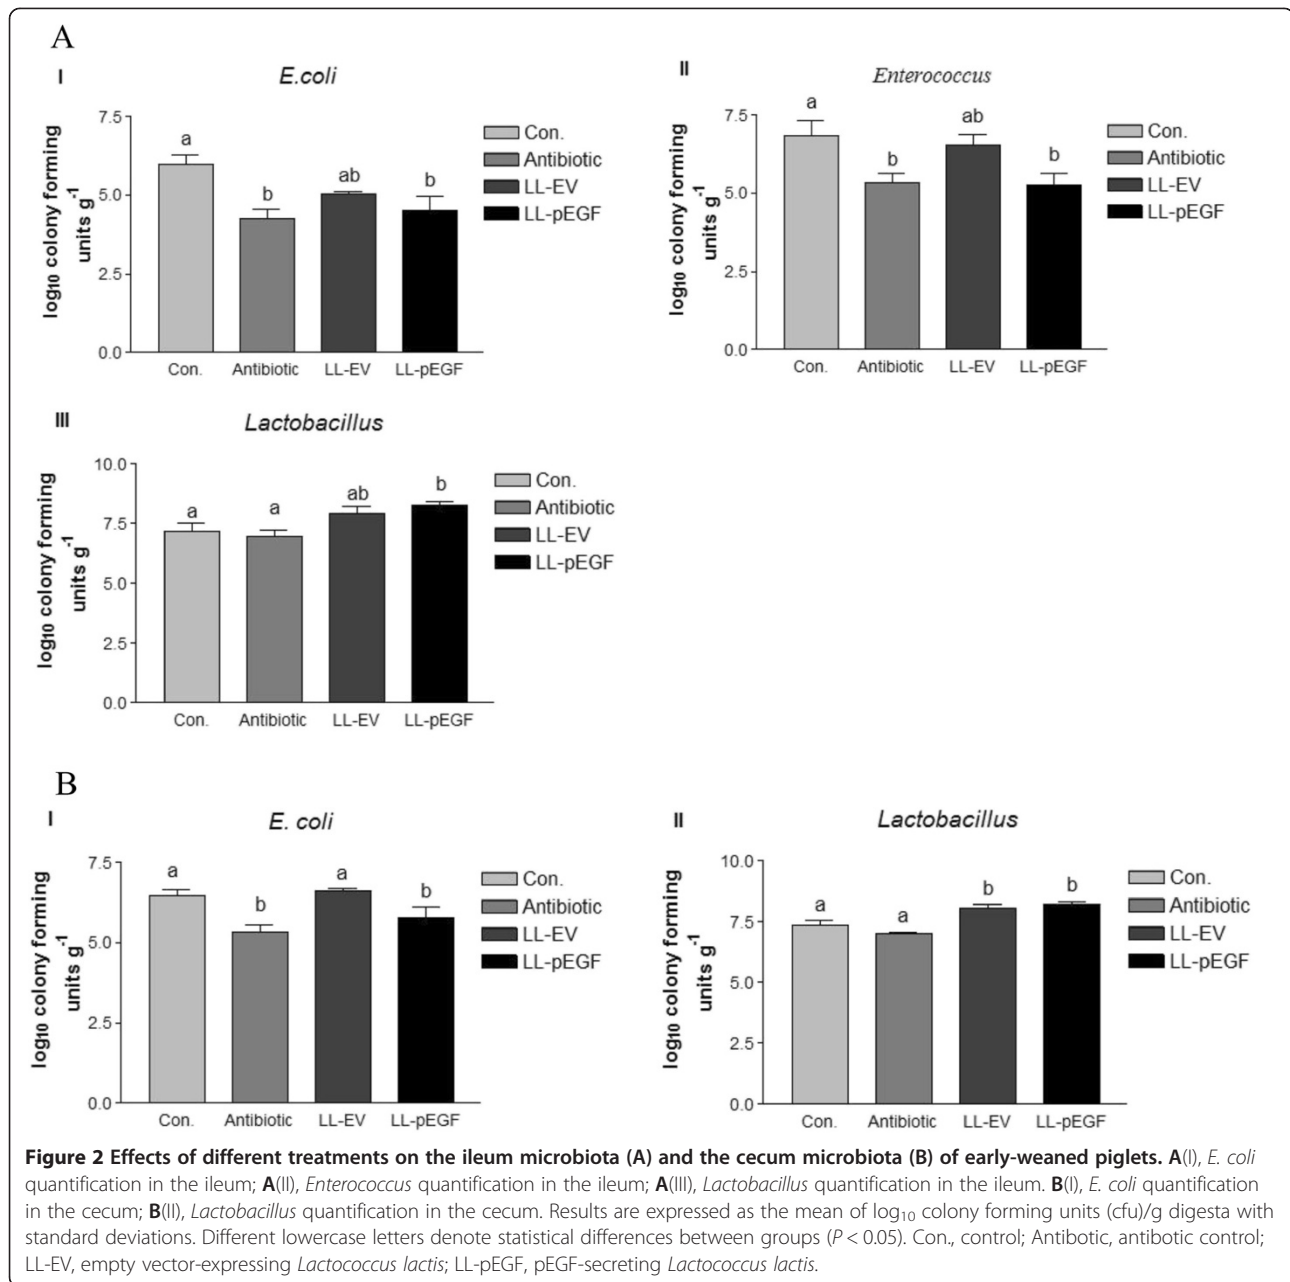 A
I
E.coli
log10 colony forming
units g-1
7.5
5.0
2.5
0.0
a
b
ab
b
Con.
Antibiotic
LL-EV
LL-pEGF
Con.
Antibiotic
LL-EV
LL-pEGF
II
Enterococcus
log10 colony forming
units g-1
7.5
5.0
2.5
0.0
a
b
ab
b
Con.
Antibiotic
LL-EV
LL-pEGF
Con.
Antibiotic
LL-EV
LL-pEGF
III
Lactobacillus
log10 colony forming
units g-1
10.0
7.5
5.0
2.5
0.0
a
a
ab
b
Con.
Antibiotic
LL-EV
LL-pEGF
Con.
Antibiotic
LL-EV
LL-pEGF
B
I
E. coli
log10 colony forming
units g-1
7.5
5.0
2.5
0.0
a
b
a
b
Con.
Antibiotic
LL-EV
LL-pEGF
Con.
Antibiotic
LL-EV
LL-pEGF
II
Lactobacillus
log10 colony forming
units g-1
10.0
7.5
5.0
2.5
0.0
a
a
b
b
Con.
Antibiotic
LL-EV
LL-pEGF
Con.
Antibiotic
LL-EV
LL-pEGF
Figure 2 Effects of different treatments on the ileum microbiota (A) and the cecum microbiota (B) of early-weaned piglets. A(I), E. coli
quantification in the ileum; A(II), Enterococcus quantification in the ileum; A(III), Lactobacillus quantification in the ileum. B(I), E. coli quantification
in the cecum; B(II), Lactobacillus quantification in the cecum. Results are expressed as the mean of log10 colony forming units (cfu)/g digesta with
standard deviations. Different lowercase letters denote statistical differences between groups (P < 0.05). Con., control; Antibotic, antibotic control;
LL-EV, empty vector-expressing Lactococcus lactis; LL-pEGF, pEGF-secreting Lactococcus lactis.